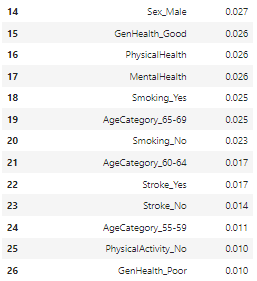 14 Sex_Male 0.027
15 GenHealth_Good 0.026
16 PhysicalHealth 0.026
17 MentalHealth 0.026
18 Smoking_Yes 0.025
19 AgeCategory_65-69 0.025
20 Smoking_No 0.023
21 AgeCategory_60-64 0.017
22 Stroke_Yes 0.017
23 Stroke_No 0.014
24 AgeCategory_55-59 0.011
25 PhysicalActivity_No 0.010
26 GenHealth_Poor 0.010